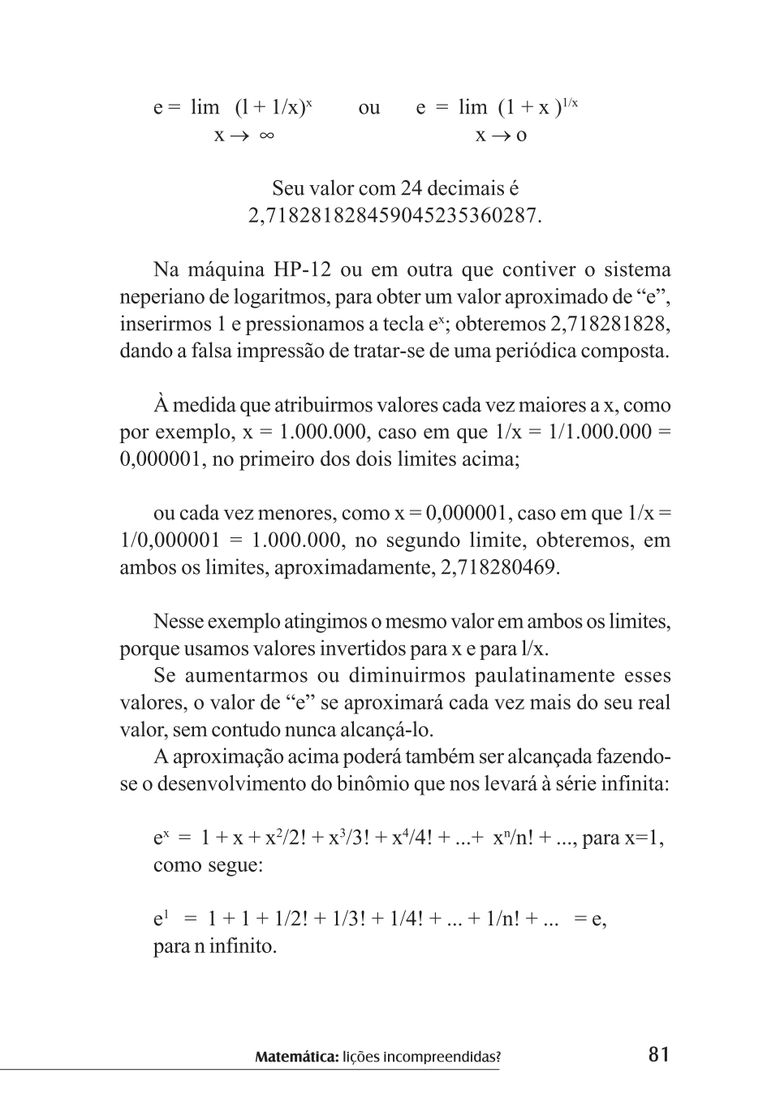 e = lim (l + 1/x)ˣ ou e = lim (1 + x )¹/ˣ
x → ∞ x → o
Seu valor com 24 decimais é
2,718281828459045235360287.
Na máquina HP-12 ou em outra que contiver o sistema
neperiano de logaritmos, para obter um valor aproximado de “e”,
inserirmos 1 e pressionamos a tecla eˣ; obteremos 2,718281828,
dando a falsa impressão de tratar-se de uma periódica composta.
À medida que atribuirmos valores cada vez maiores a x, como
por exemplo, x = 1.000.000, caso em que 1/x = 1/1.000.000 =
0,000001, no primeiro dos dois limites acima;
ou cada vez menores, como x = 0,000001, caso em que 1/x =
1/0,000001 = 1.000.000, no segundo limite, obteremos, em
ambos os limites, aproximadamente, 2,718280469.
Nesse exemplo atingimos o mesmo valor em ambos os limites,
porque usamos valores invertidos para x e para l/x.
Se aumentarmos ou diminuirmos paulatinamente esses
valores, o valor de “e” se aproximará cada vez mais do seu real
valor, sem contudo nunca alcançá-lo.
A aproximação acima poderá também ser alcançada fazendo-
se o desenvolvimento do binômio que nos levará à série infinita:
eˣ = 1 + x + x²/2! + x³/3! + x⁴/4! + ...+ xⁿ/n! + ..., para x=1,
como segue:
e¹ = 1 + 1 + 1/2! + 1/3! + 1/4! + ... + 1/n! + ... = e,
para n infinito.
Matemática: lições incompreendidas? 81